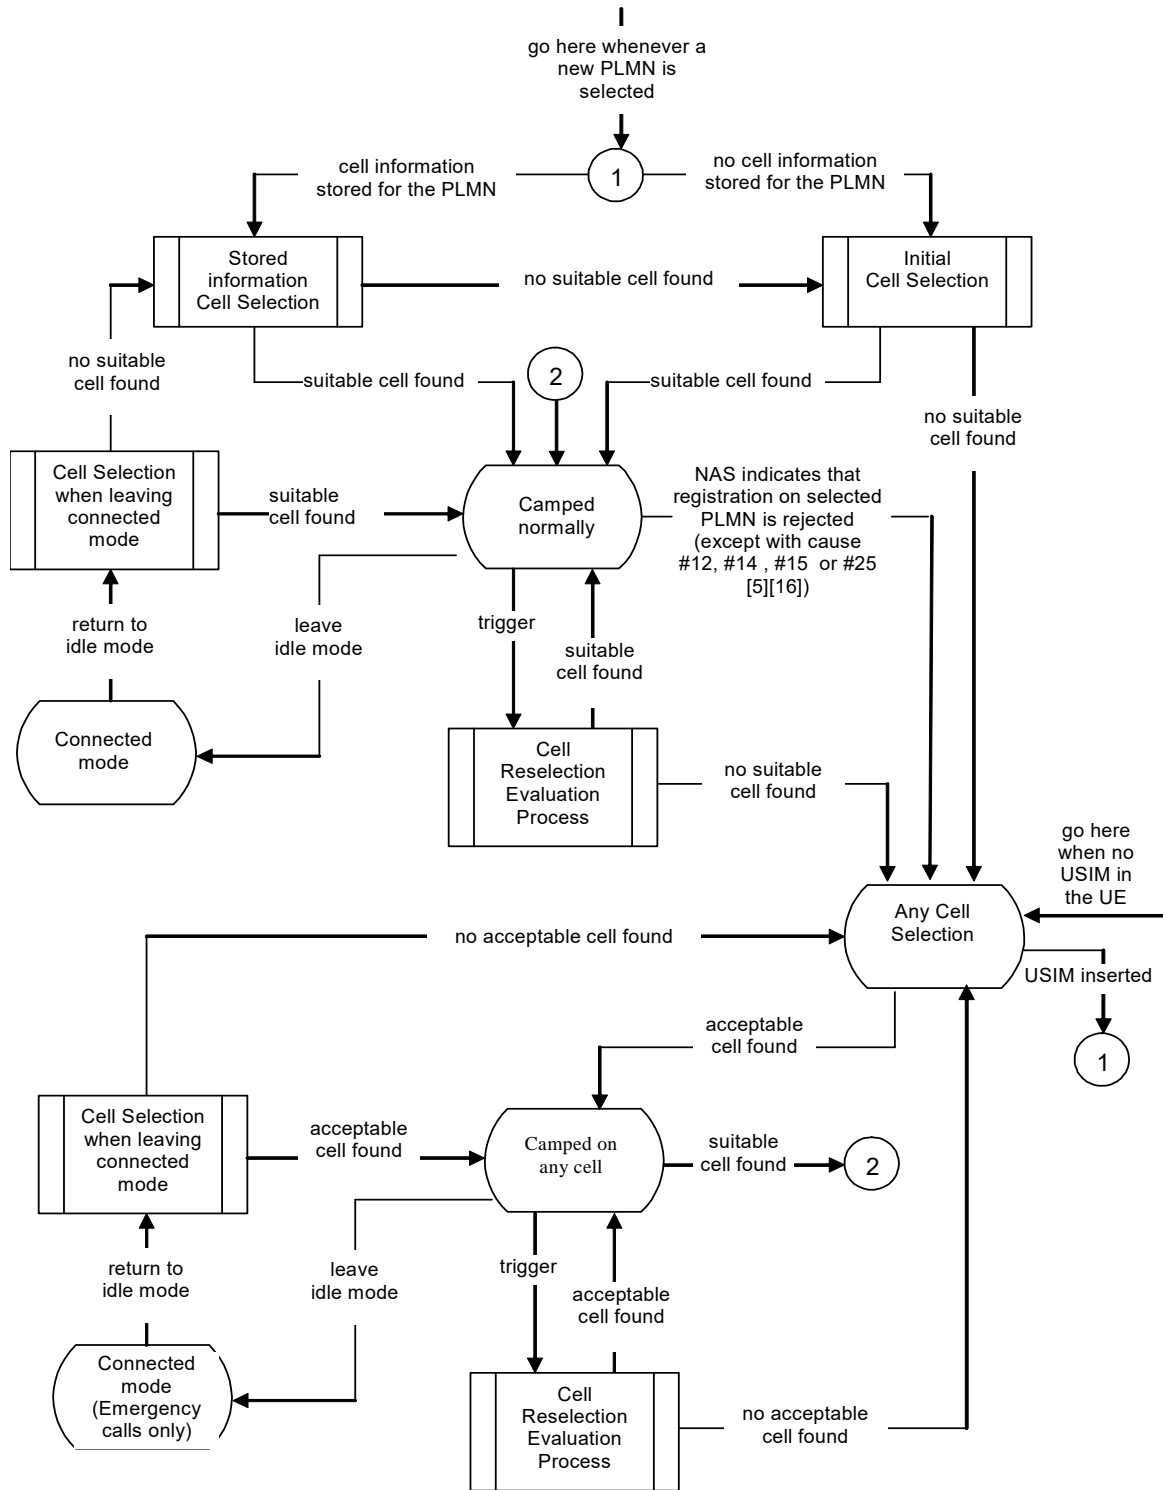 go here whenever a
new PLMN is
selected
cell information
stored for the PLMN
1
no cell information
stored for the PLMN
Stored
information
Cell Selection
no suitable cell found
Initial
Cell Selection
no suitable
cell found
suitable cell found
2
suitable cell found
no suitable
cell found
Cell Selection
when leaving
connected
mode
suitable
cell found
Camped
normally
NAS indicates that
registration on selected
PLMN is rejected
(except with cause
#12, #14 , #15 or #25
[5][16])
return to
idle mode
leave
idle mode
trigger
suitable
cell found
Connected
mode
Cell
Reselection
Evaluation
Process
no suitable
cell found
go here
when no
USIM in
the UE
Any Cell
Selection
no acceptable cell found
USIM inserted
acceptable
cell found
1
Cell Selection
when leaving
connected
mode
acceptable
cell found
Camped on
any cell
suitable
cell found
2
return to
idle mode
leave
idle mode
trigger
acceptable
cell found
Connected
mode
(Emergency
calls only)
Cell
Reselection
Evaluation
Process
no acceptable
cell found